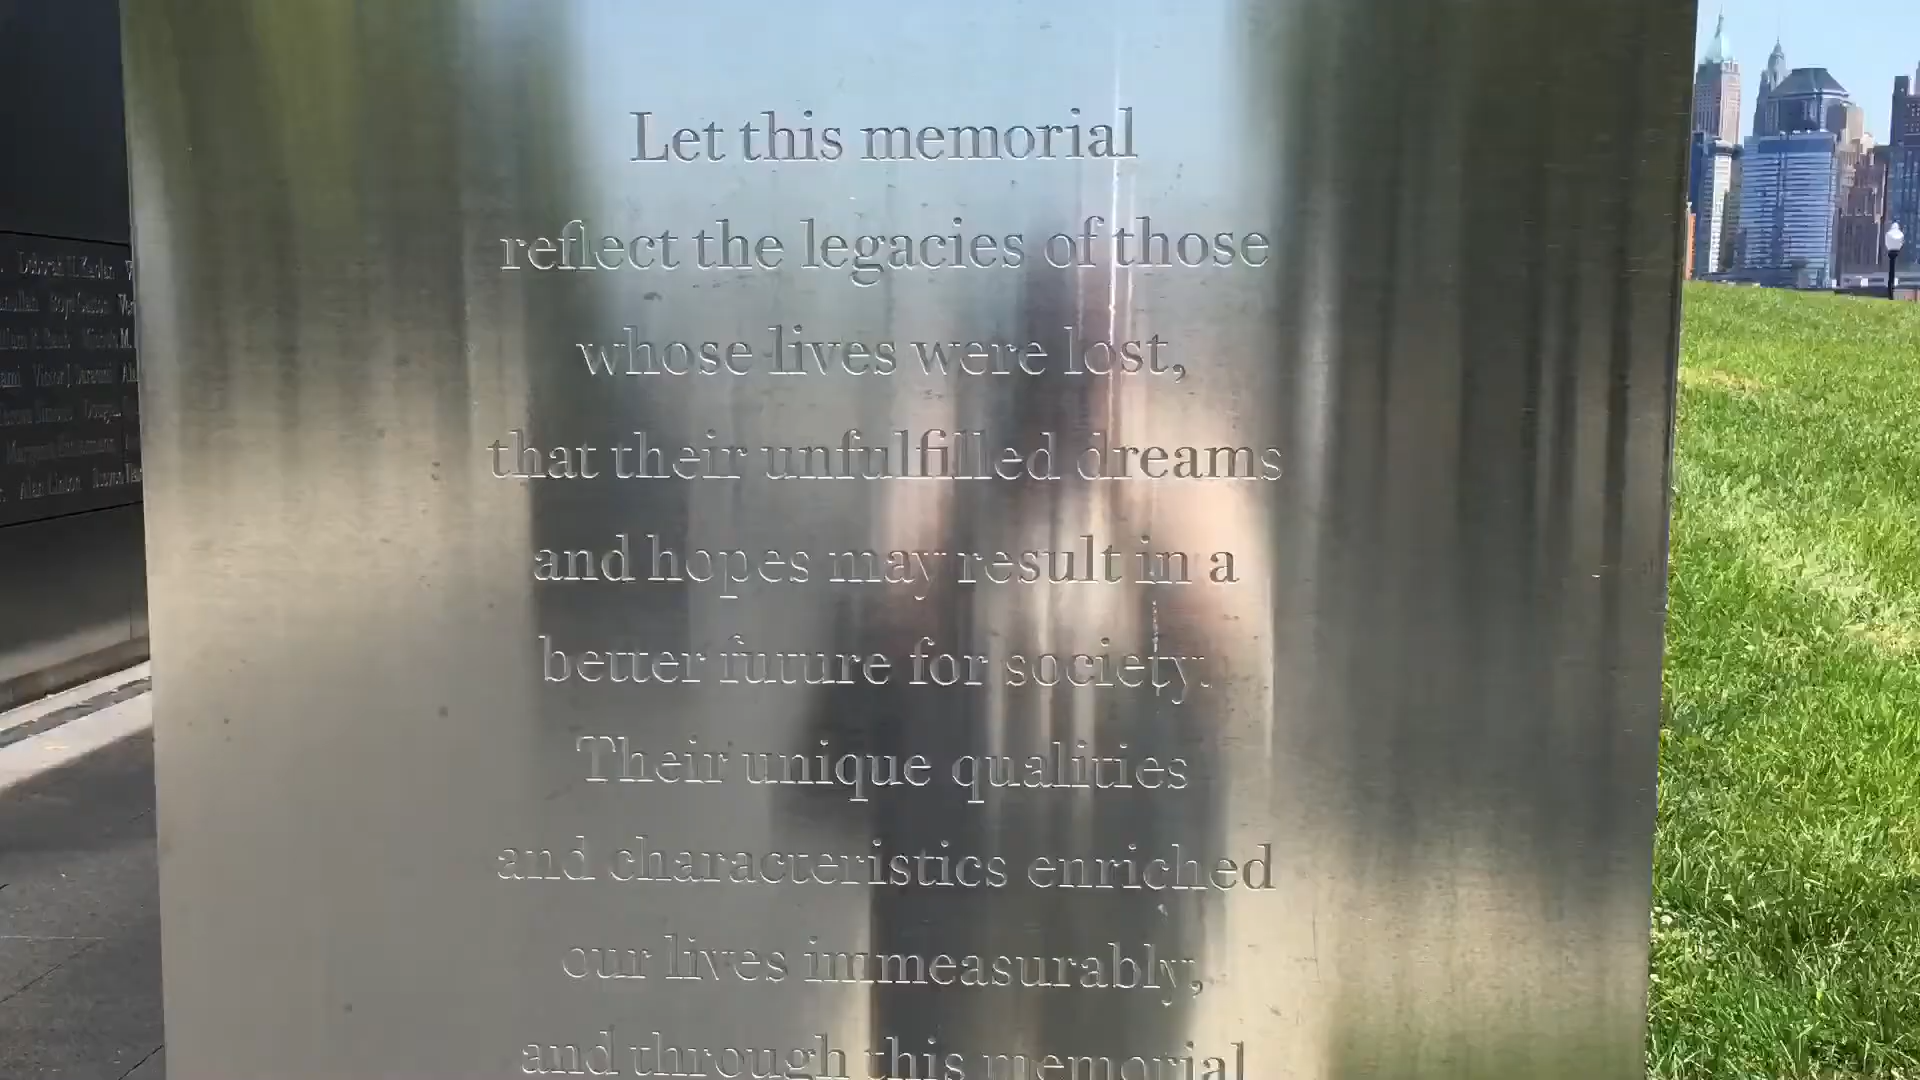 Let this memorial
reflect the legacies of those
whose lives were lost,
that their unfulfilled dreams
and hopes may result in a
better future for society.
Their unique qualities
and characteristics enriched
our lives immeasurably,
and through this memorial